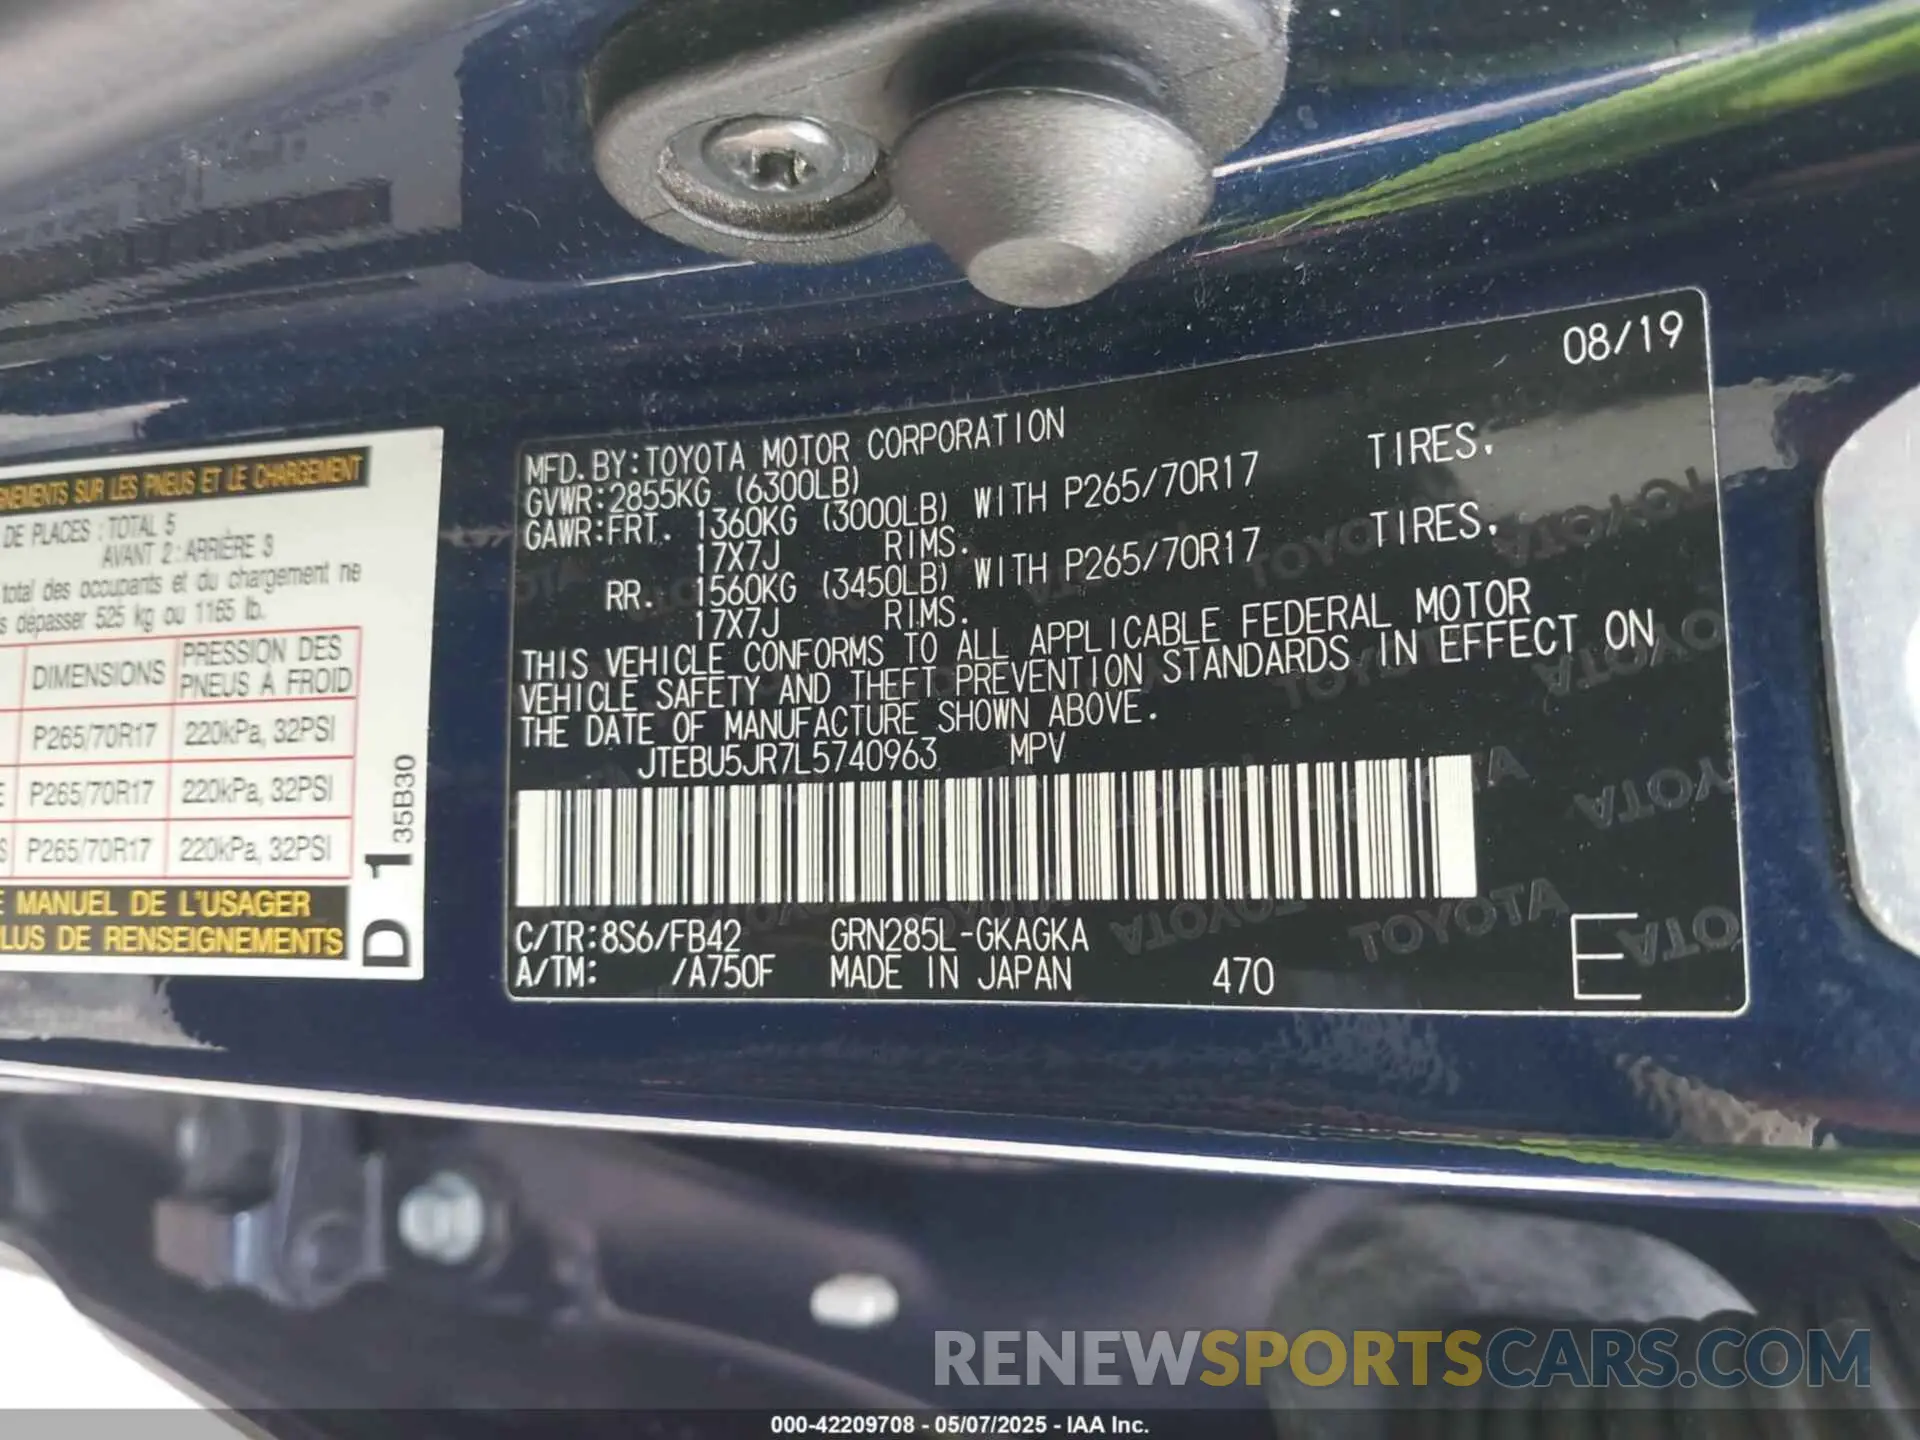 08/19
MFD.BY:TOYOTA MOTOR CORPORATION
GVWR:2855KG (6300LB)
GAWR:FRT. 1360KG (3000LB) WITH P265/70R17 TIRES,
17X7J RIMS.
RR. 1560KG (3450LB) WITH P265/70R17 TIRES,
17X7J RIMS.
THIS VEHICLE CONFORMS TO ALL APPLICABLE FEDERAL MOTOR
VEHICLE SAFETY AND THEFT PREVENTION STANDARDS IN EFFECT ON
THE DATE OF MANUFACTURE SHOWN ABOVE.
JTEBU5JR7L5740963 MPV
C/TR:8S6/FB42 GRN285L-GKAGKA
A/TM: /A750F MADE IN JAPAN 470 E
SUR LES PNEUS ET LE CHARGEMENT
DE PLACES : TOTAL 5
AVANT 2 : ARRIÈRE 3
total des occupants et du chargement ne
dépasser 525 kg ou 1165 lb.
DIMENSIONS PRESSION DES
PNEUS À FROID
P265/70R17 220kPa, 32PSI
P265/70R17 220kPa, 32PSI
P265/70R17 220kPa, 32PSI
MANUEL DE L'USAGER
PLUS DE RENSEIGNEMENTS
D 1 35B30
RENEWSPORTSCARS.COM
000-42209708 - 05/07/2025 - IAA Inc.